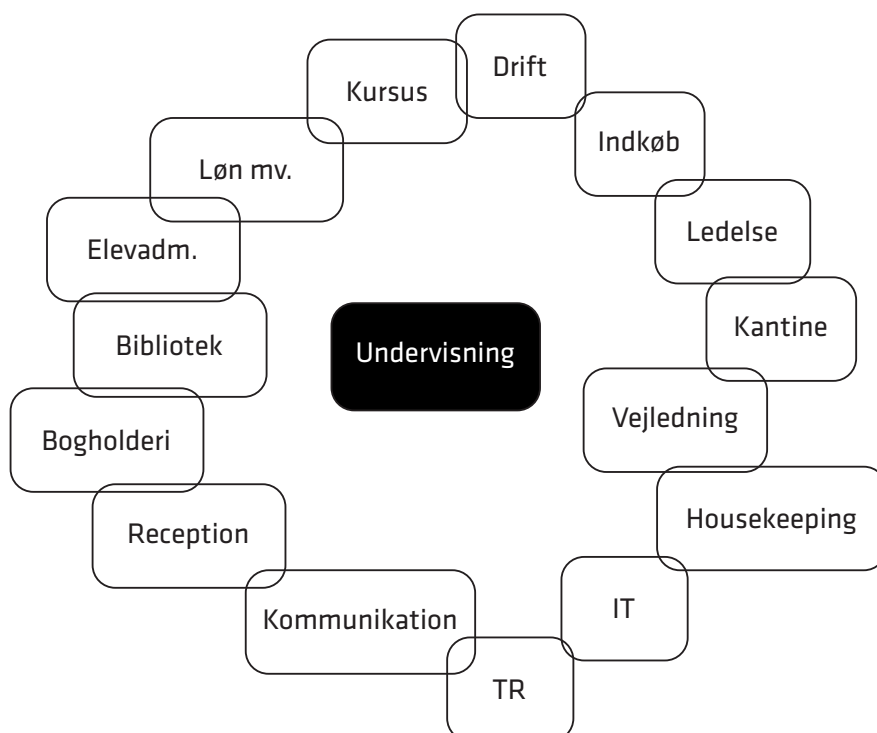 Drift
Kursus
Indkøb
Løn mv.
Ledelse
Elevadm.
Kantine
Bibliotek
Undervisning
Vejledning
Bogholderi
Housekeeping
Reception
IT
Kommunikation
TR